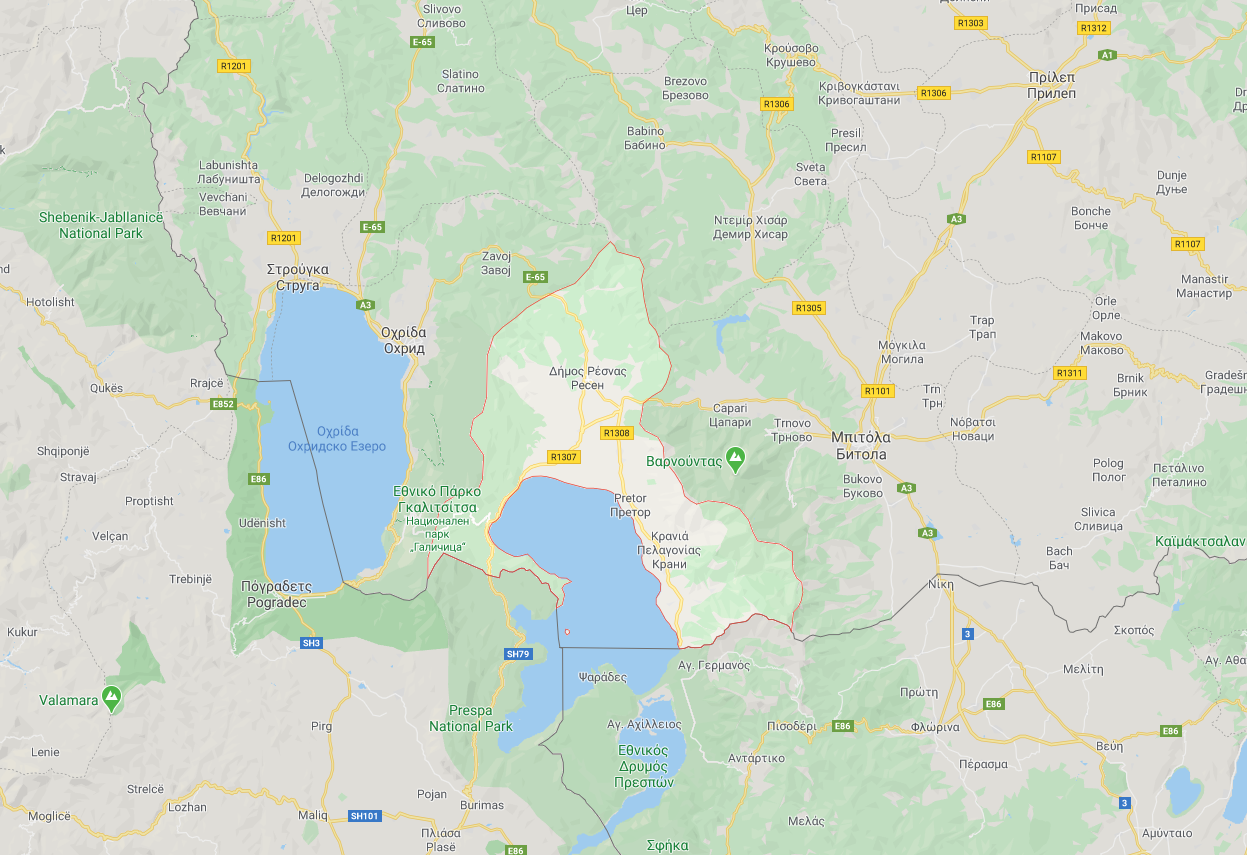 Slivovo
Сливово
Цер
Присад
R1303
R1312
E-65
Κρούσοβο
Крушево
A1
R1201
Slatino
Слатино
Brezovo
Брезово
Κριβογκάστανι
Кривогаштани
R1306
Πρίλεπ
Прилеп
R1306
Babino
Бабино
Presil
Пресил
R1107
Labunishta
Лабуништа
Delogozhdi
Делогожди
Sveta
Света
Dunje
Дуње
Vevchani
Вевчани
Shebenik-Jabllanicë
National Park
E-65
R1201
Ντεμίρ Χισάρ
Демир Хисар
A3
Bonche
Бонче
R1107
Στρούγκα
Струга
Zavoj
Завој
E-65
Manastir
Манастир
Hotolisht
A3
R1305
Orle
Орле
Οχρίδα
Охрид
Trap
Трап
Μόγκιλα
Могила
Makovo
Маково
Δήμος Ρέσνας
Ресен
R1311
Qukës
Rrajcë
R1101
Trn
Трн
Brnik
Брник
Gradešn
Градешн
E852
Capari
Цапари
Trnovo
Трново
Νόβατσι
Новаци
R1308
Οχρίδα
Охридско Езеро
Μπιτόλα
Битола
Shqiponjë
R1307
Βαρνούντας
Polog
Полог
Πετάλινο
Петалино
Stravaj
E86
Bukovo
Буково
A3
Εθνικό Πάρκο
Γκαλιτσίτσα
Национален
парк
„Галичица“
Pretor
Претор
Proptisht
Udënisht
Slivica
Сливица
Velçan
Κρανιά
Πελαγονίας
Крани
A3
Καϊμάκτσαλαν
Bach
Бач
Trebinjë
Πόγραδετς
Pogradec
Νίκη
Kukur
SH3
3
Σκοπός
SH79
Αγ. Γερμανός
Μελίτη
Αγ. Αθα
Ψαράδες
Valamara
Πρώτη
E86
Prespa
National Park
Pirg
Αγ. Αχίλλειος
Πισοδέρι
E86
Φλώρινα
E86
Lenie
Εθνικός
Δρυμός
Πρεσπών
Αντάρτικο
Βεύη
Πέρασμα
Strelcë
Pojan
Lozhan
Burimas
3
Moglicë
Maliq
SH101
Μελάς
Πλιάσα
Plasë
Αμύνταιο
E86
Σφήκα